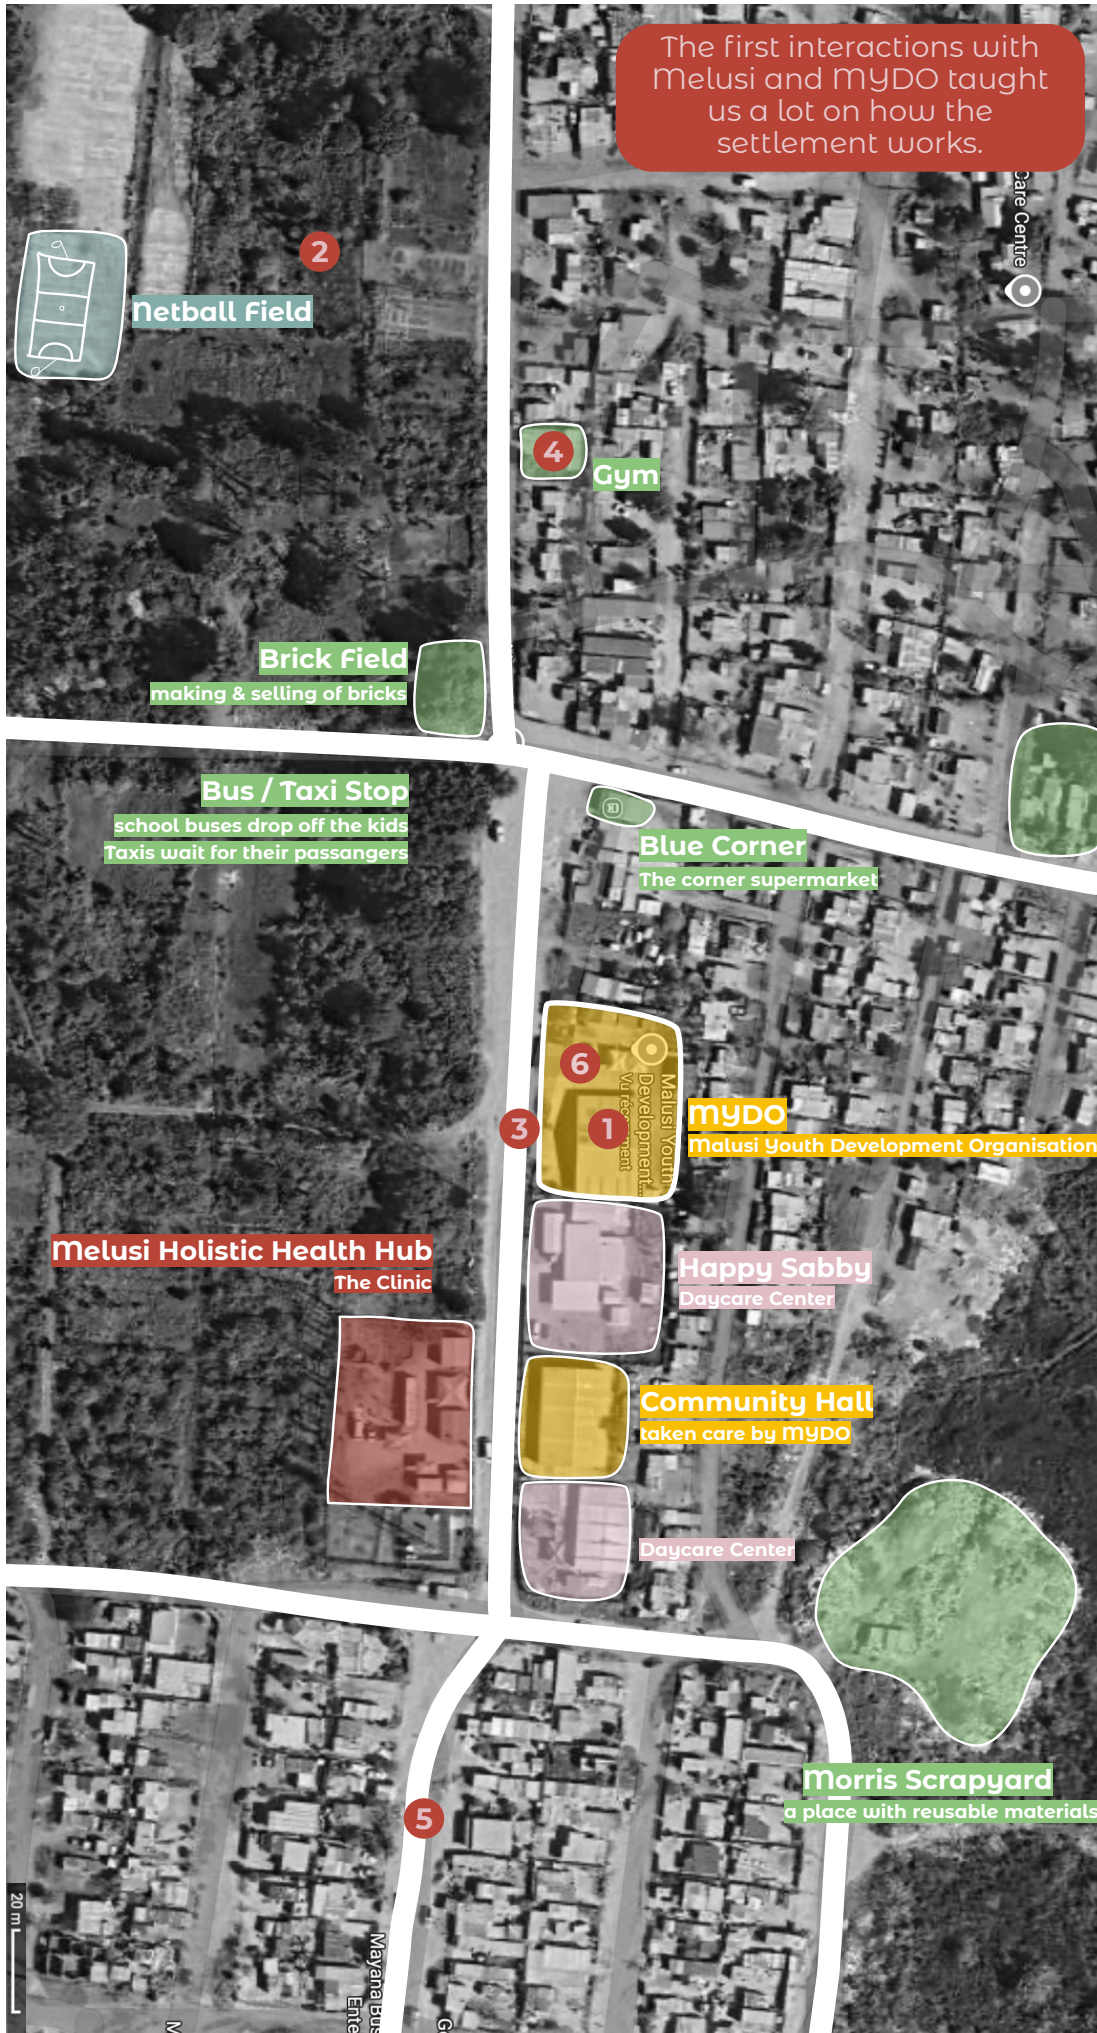 The first interactions with
Melusi and MYDO taught
us a lot on how the
settlement works.
Care Centre
2
Netball Field
4
Gym
Brick Field
making & selling of bricks
Bus / Taxi Stop
school buses drop off the kids
Taxis wait for their passangers
Blue Corner
The corner supermarket
6
Malusi Youth
Development...
Vu récemment
3
1
MYDO
Malusi Youth Development Organisation
Melusi Holistic Health Hub
The Clinic
Happy Sabby
Daycare Center
Community Hall
taken care by MYDO
Daycare Center
Morris Scrapyard
a place with reusable materials
5
20 m
Mayana Bus
Ente
M
G